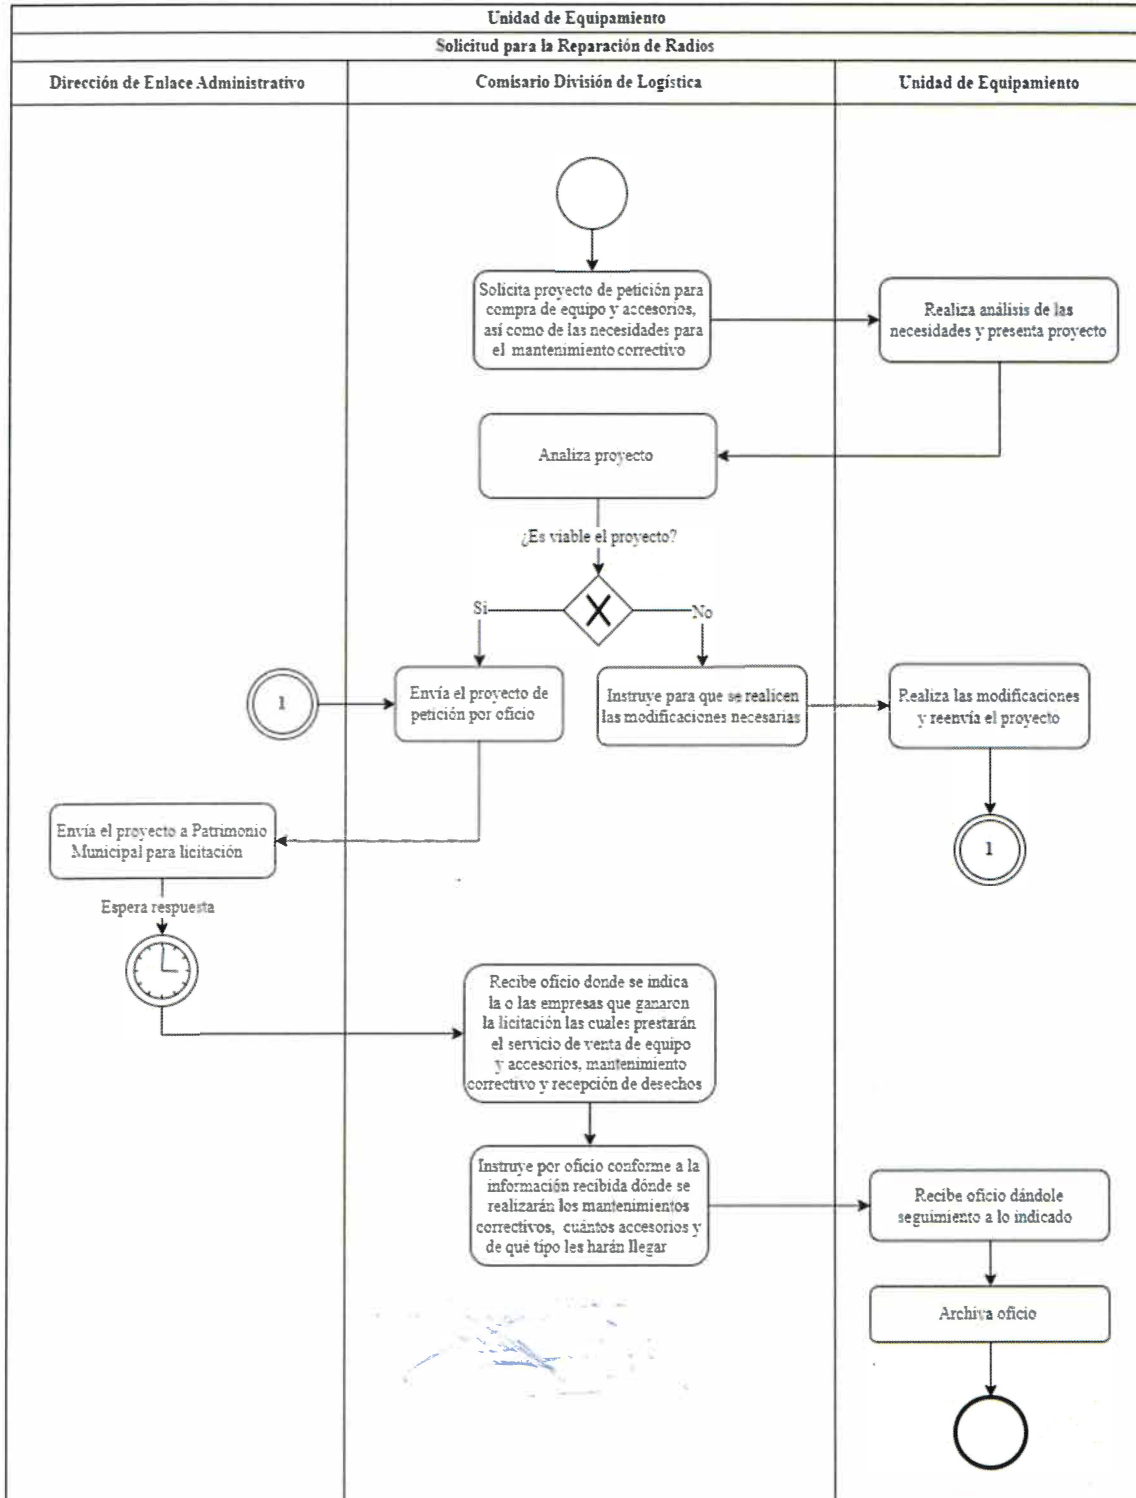 Unidad de Equipamiento
Solicitud para la Reparación de Radios
Dirección de Enlace Administrativo
Comisario División de Logística
Unidad de Equipamiento
Solicita proyecto de petición para
compra de equipo y accesorios,
así como de las necesidades para
el mantenimiento correctivo
Realiza análisis de las
necesidades y presenta proyecto
Analiza proyecto
¿Es viable el proyecto?
Si
No
1
Envía el proyecto de
petición por oficio
Instruye para que se realicen
las modificaciones necesarias
Realiza las modificaciones
y reenvía el proyecto
Envía el proyecto a Patrimonio
Municipal para licitación
1
Espera respuesta
Recibe oficio donde se indica
la o las empresas que ganaron
la licitación las cuales prestarán
el servicio de venta de equipo
y accesorios, mantenimiento
correctivo y recepción de desechos
Instruye por oficio conforme a la
información recibida dónde se
realizarán los mantenimientos
correctivos, cuántos accesorios y
de qué tipo les harán llegar
Recibe oficio dándole
seguimiento a lo indicado
Archiva oficio